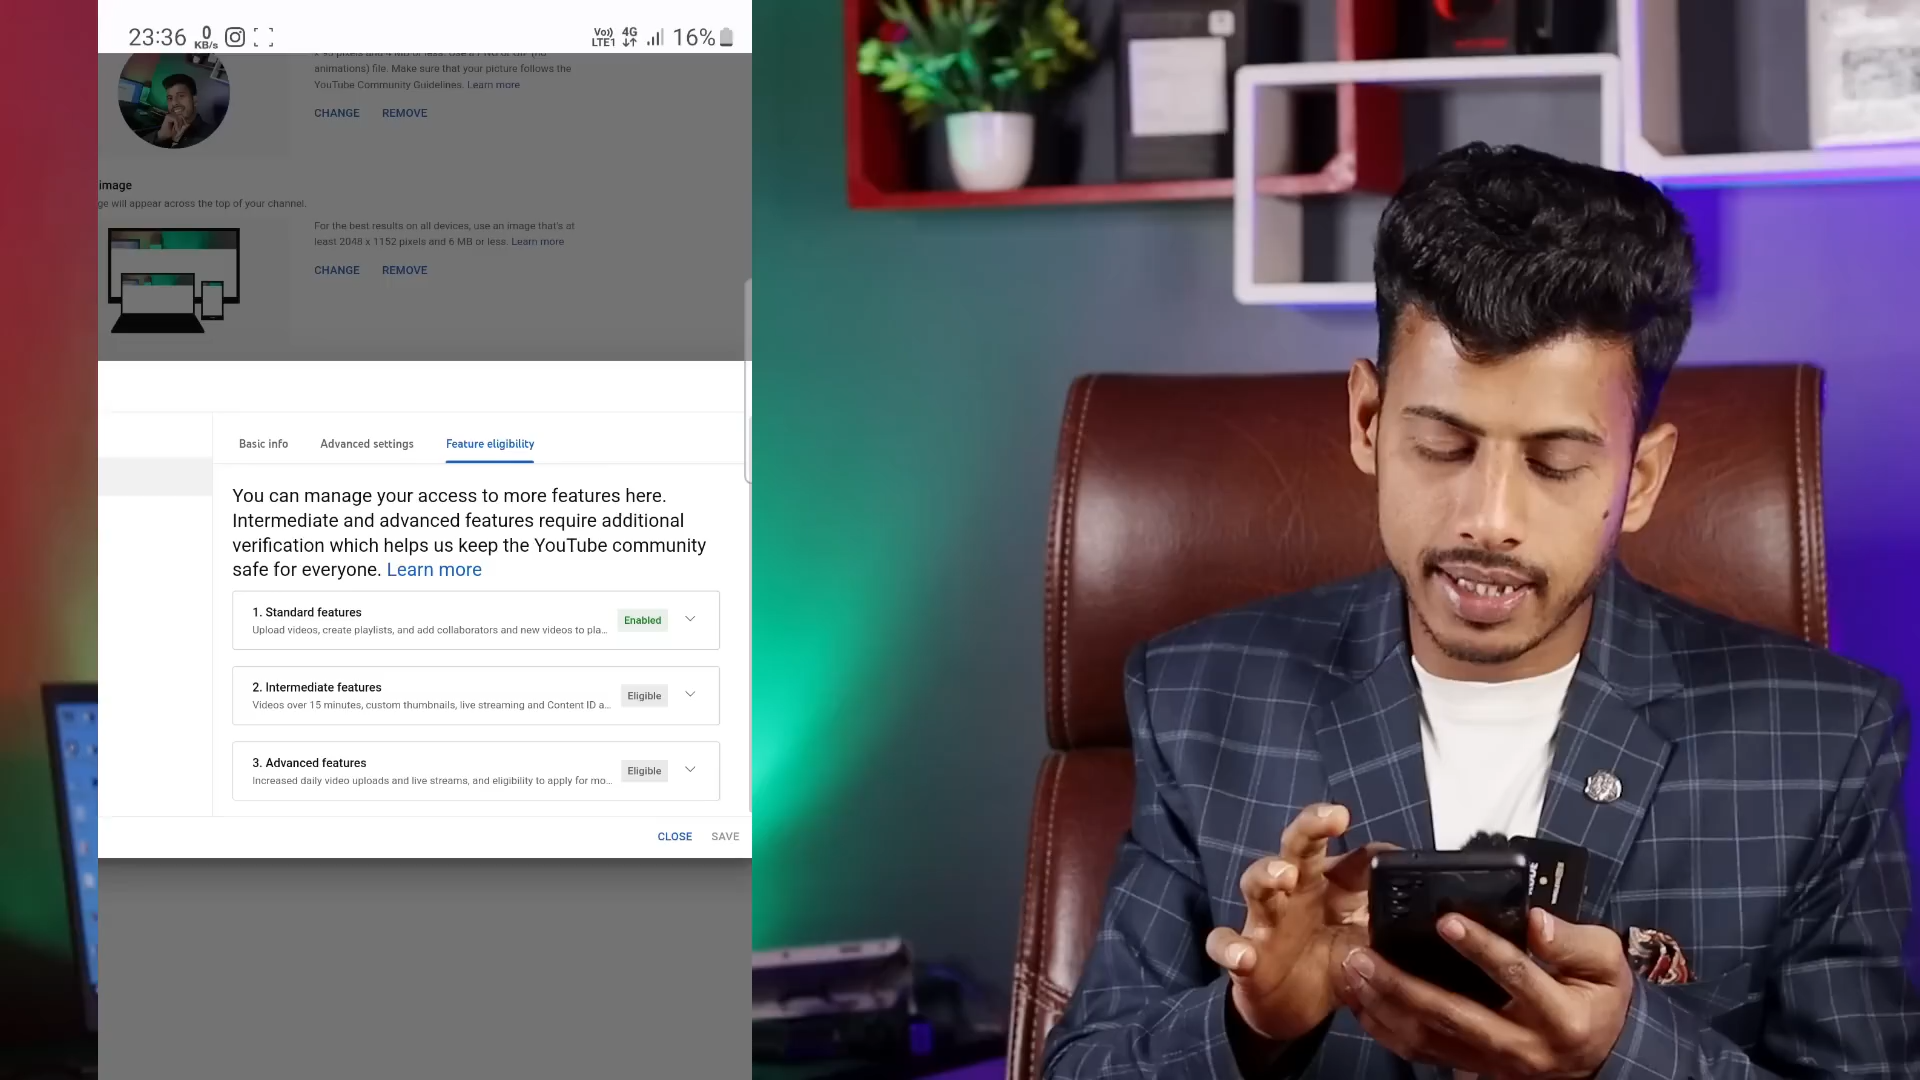 23:36 0 KB/s Vo)) LTE1 4G 16%
animations) file. Make sure that your picture follows the
YouTube Community Guidelines. Learn more
CHANGE REMOVE
image
ge will appear across the top of your channel.
For the best results on all devices, use an image that's at
least 2048 x 1152 pixels and 6 MB or less. Learn more
CHANGE REMOVE
Basic info Advanced settings Feature eligibility
You can manage your access to more features here.
Intermediate and advanced features require additional
verification which helps us keep the YouTube community
safe for everyone. Learn more
1. Standard features
Enabled
Upload videos, create playlists, and add collaborators and new videos to pla...
2. Intermediate features
Eligible
Videos over 15 minutes, custom thumbnails, live streaming and Content ID a...
3. Advanced features
Eligible
Increased daily video uploads and live streams, and eligibility to apply for mo...
CLOSE SAVE